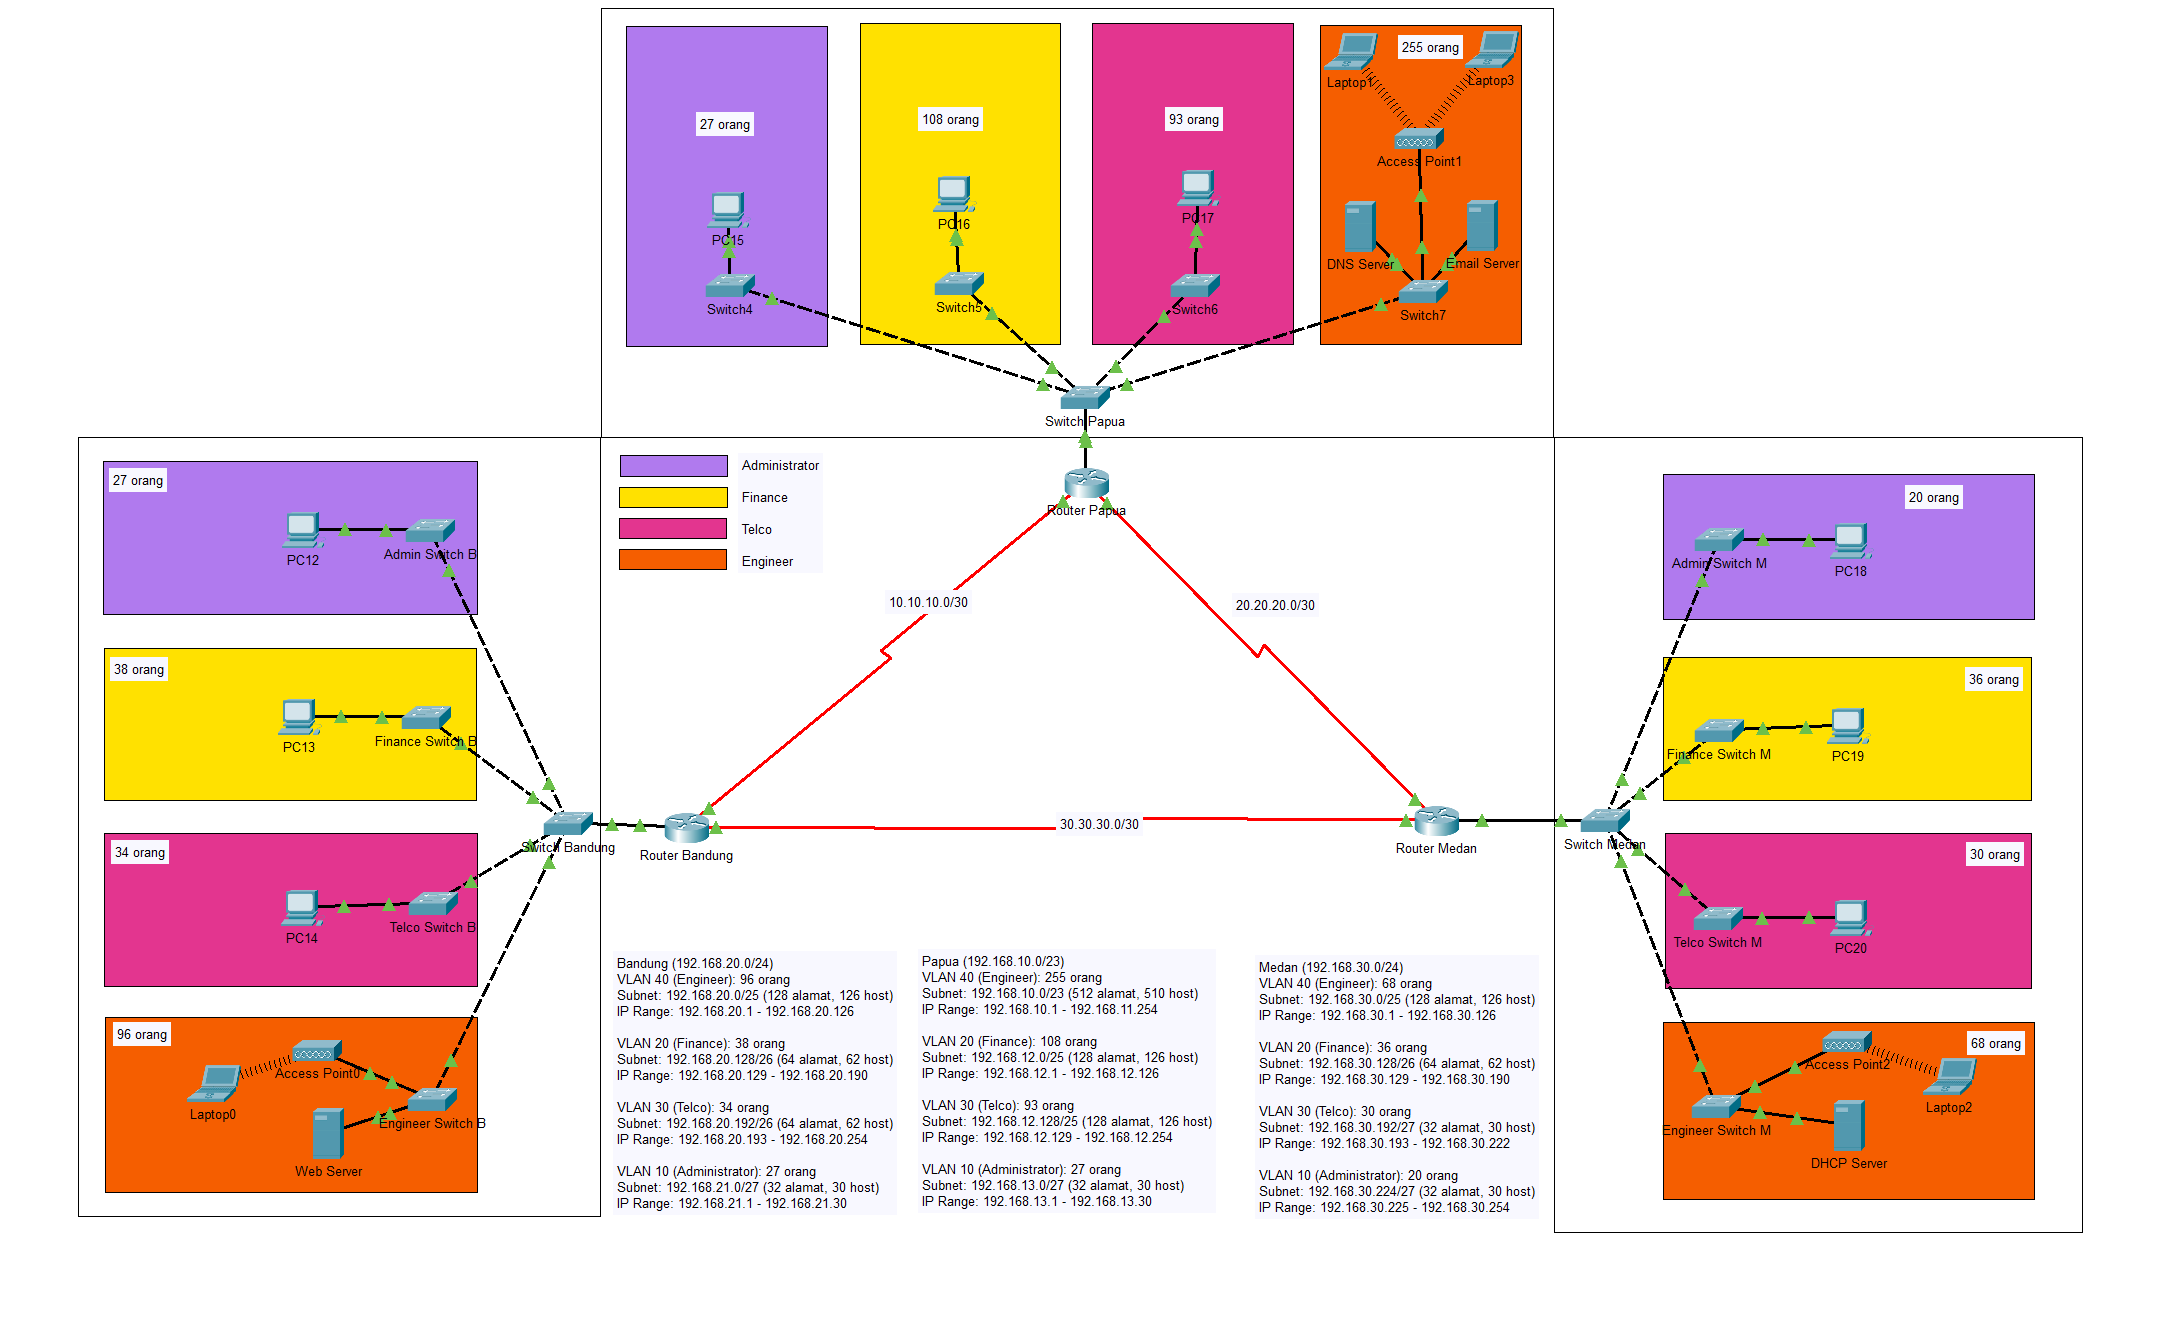 27 orang
108 orang
93 orang
255 orang
Laptop1
Laptop3
Access Point1
PC15
PC16
PC17
DNS Server
Email Server
Switch4
Switch5
Switch6
Switch7
Switch Papua
Router Papua
Administrator
Finance
Telco
Engineer
10.10.10.0/30
20.20.20.0/30
30.30.30.0/30
27 orang
PC12
Admin Switch B
38 orang
PC13
Finance Switch B
34 orang
PC14
Telco Switch B
96 orang
Access Point0
Laptop0
Engineer Switch B
Web Server
Switch Bandung
Router Bandung
Router Medan
Switch Medan
20 orang
Admin Switch M
PC18
36 orang
Finance Switch M
PC19
30 orang
Telco Switch M
PC20
68 orang
Access Point2
Laptop2
Engineer Switch M
DHCP Server
Bandung (192.168.20.0/24)
VLAN 40 (Engineer): 96 orang
Subnet: 192.168.20.0/25 (128 alamat, 126 host)
IP Range: 192.168.20.1 - 192.168.20.126
VLAN 20 (Finance): 38 orang
Subnet: 192.168.20.128/26 (64 alamat, 62 host)
IP Range: 192.168.20.129 - 192.168.20.190
VLAN 30 (Telco): 34 orang
Subnet: 192.168.20.192/26 (64 alamat, 62 host)
IP Range: 192.168.20.193 - 192.168.20.254
VLAN 10 (Administrator): 27 orang
Subnet: 192.168.21.0/27 (32 alamat, 30 host)
IP Range: 192.168.21.1 - 192.168.21.30
Papua (192.168.10.0/23)
VLAN 40 (Engineer): 255 orang
Subnet: 192.168.10.0/23 (512 alamat, 510 host)
IP Range: 192.168.10.1 - 192.168.11.254
VLAN 20 (Finance): 108 orang
Subnet: 192.168.12.0/25 (128 alamat, 126 host)
IP Range: 192.168.12.1 - 192.168.12.126
VLAN 30 (Telco): 93 orang
Subnet: 192.168.12.128/25 (128 alamat, 126 host)
IP Range: 192.168.12.129 - 192.168.12.254
VLAN 10 (Administrator): 27 orang
Subnet: 192.168.13.0/27 (32 alamat, 30 host)
IP Range: 192.168.13.1 - 192.168.13.30
Medan (192.168.30.0/24)
VLAN 40 (Engineer): 68 orang
Subnet: 192.168.30.0/25 (128 alamat, 126 host)
IP Range: 192.168.30.1 - 192.168.30.126
VLAN 20 (Finance): 36 orang
Subnet: 192.168.30.128/26 (64 alamat, 62 host)
IP Range: 192.168.30.129 - 192.168.30.190
VLAN 30 (Telco): 30 orang
Subnet: 192.168.30.192/27 (32 alamat, 30 host)
IP Range: 192.168.30.193 - 192.168.30.222
VLAN 10 (Administrator): 20 orang
Subnet: 192.168.30.224/27 (32 alamat, 30 host)
IP Range: 192.168.30.225 - 192.168.30.254